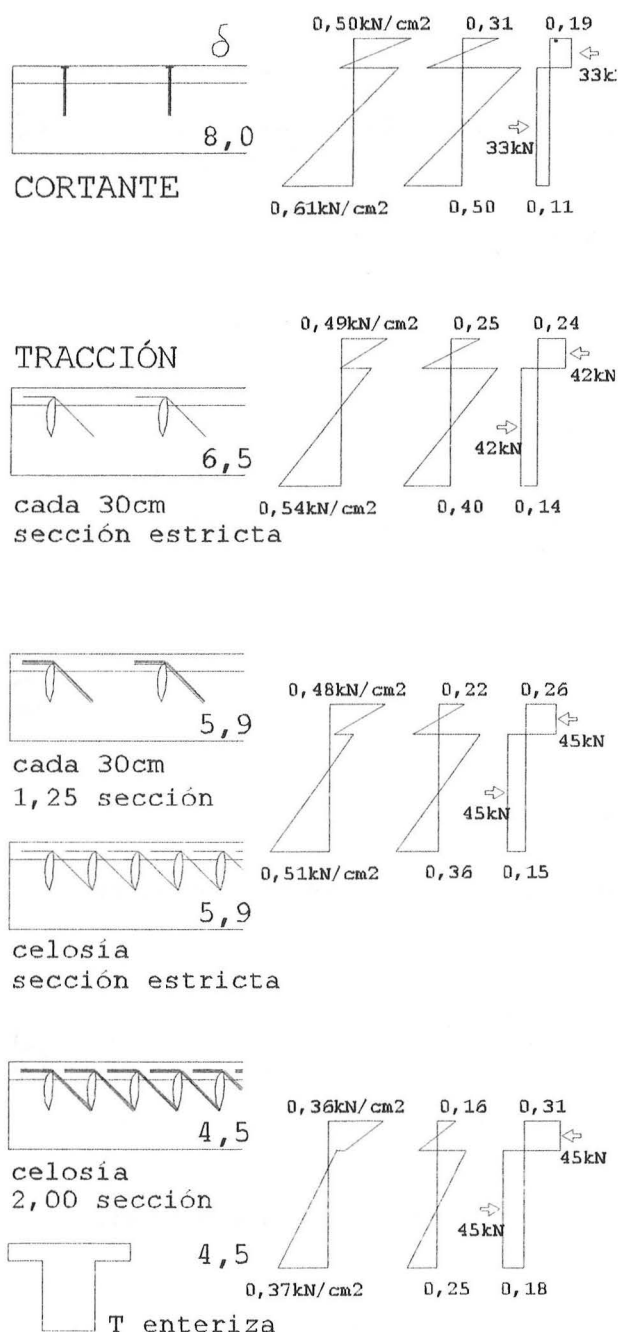 δ
0,50kN/cm2 0,31 0,19
33k
8,0
33kN
CORTANTE
0,61kN/cm2 0,50 0,11
0,49kN/cm2 0,25 0,24
TRACCIÓN
42kN
6,5
42kN
cada 30cm
0,54kN/cm2 0,40 0,14
sección estricta
0,48kN/cm2 0,22 0,26
45kN
5,9
cada 30cm
1,25 sección
45kN
0,51kN/cm2 0,36 0,15
5,9
celosía
sección estricta
0,36kN/cm2 0,16 0,31
4,5
45kN
celosía
2,00 sección
45kN
4,5
0,37kN/cm2 0,25 0,18
T enteriza